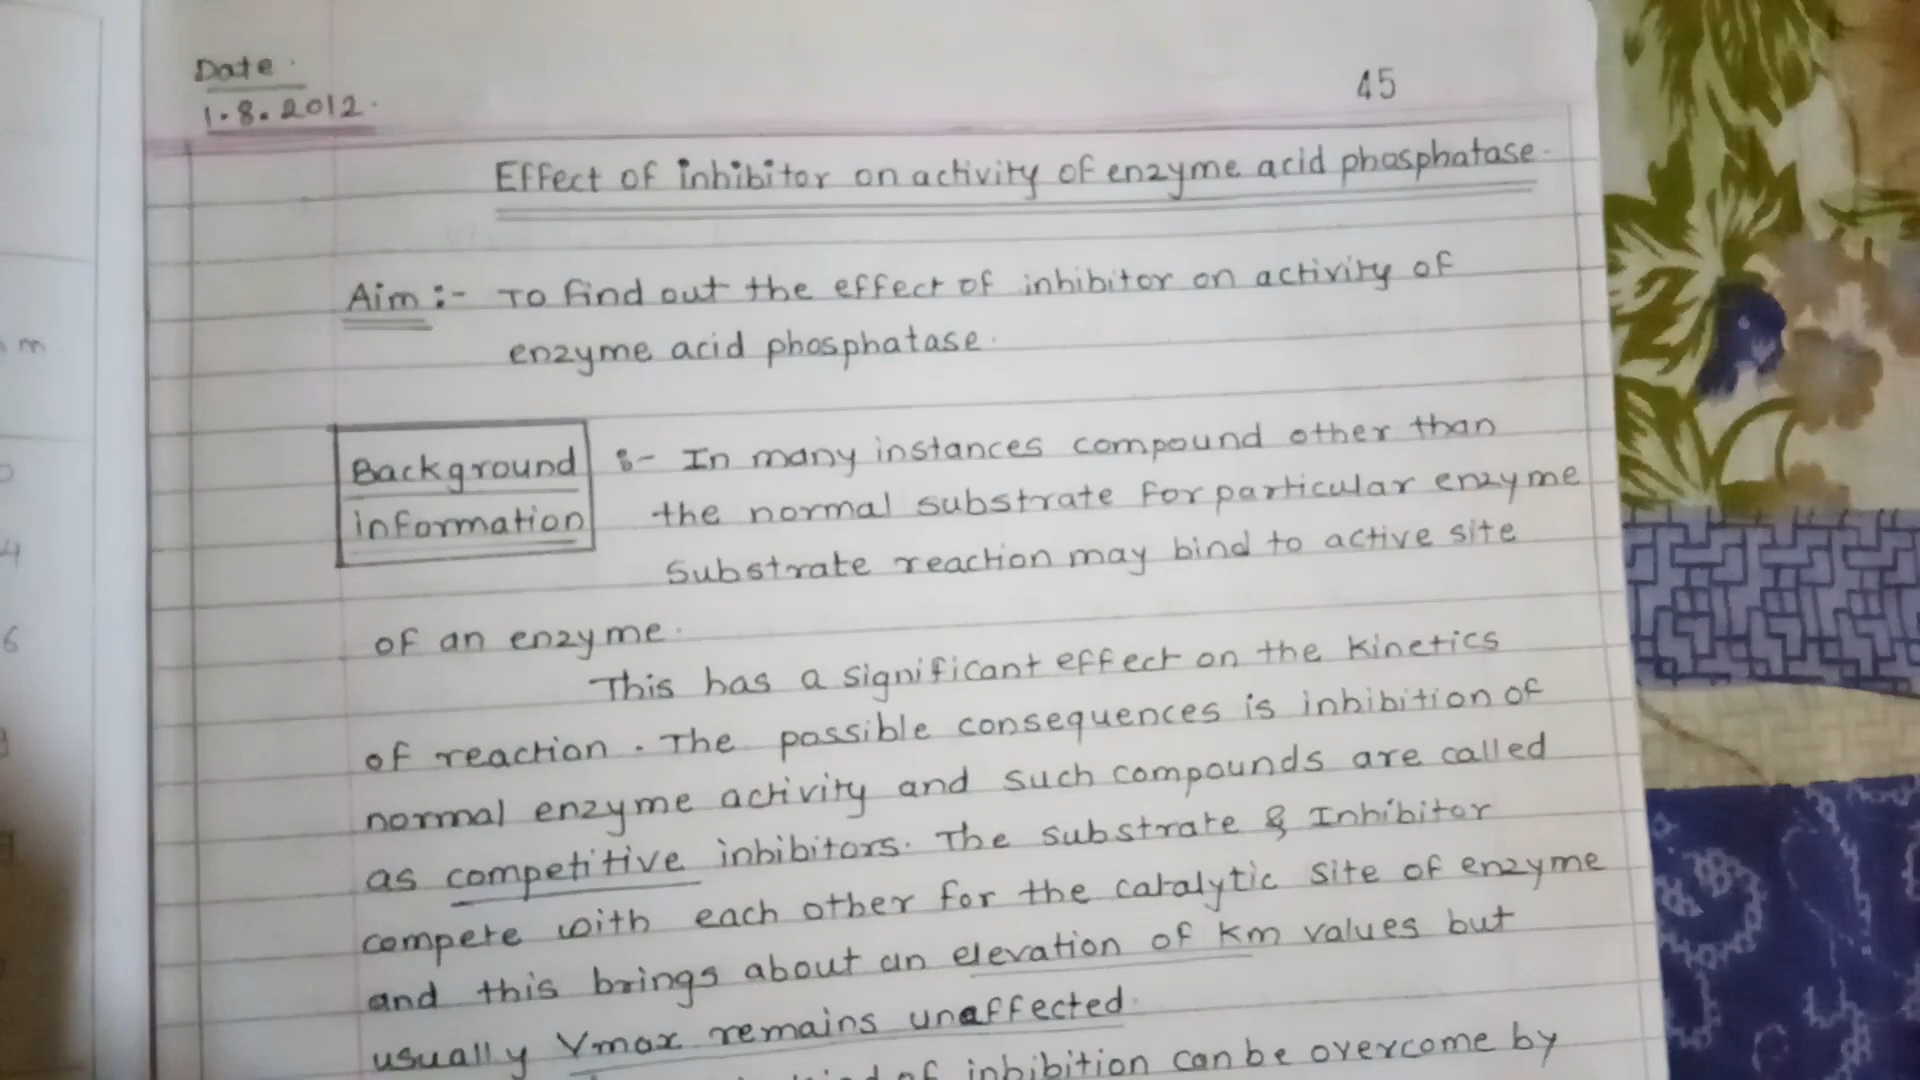 Date.
1.8.2012.
45
Effect of inhibitor on activity of enzyme acid phosphatase.
Aim :- To find out the effect of inhibitor on activity of
enzyme acid phosphatase.
Background :- In many instances compound other than
information the normal substrate for particular enzyme
substrate reaction may bind to active site
of an enzyme.
This has a significant effect on the kinetics
of reaction. The possible consequences is inhibition of
normal enzyme activity and such compounds are called
as competitive inhibitors. The substrate & Inhibitor
compete with each other for the catalytic site of enzyme
and this brings about an elevation of Km values but
usually Vmax remains unaffected.
of inhibition can be overcome by